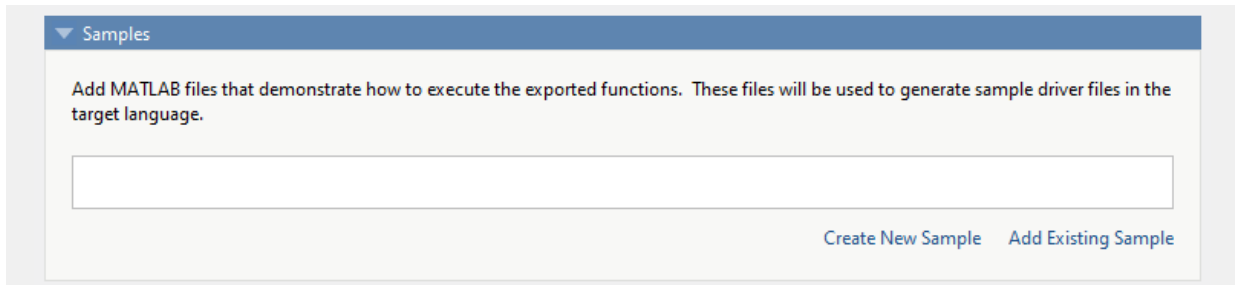 Samples
Add MATLAB files that demonstrate how to execute the exported functions.  These files will be used to generate sample driver files in the
target language.
Create New Sample    Add Existing Sample